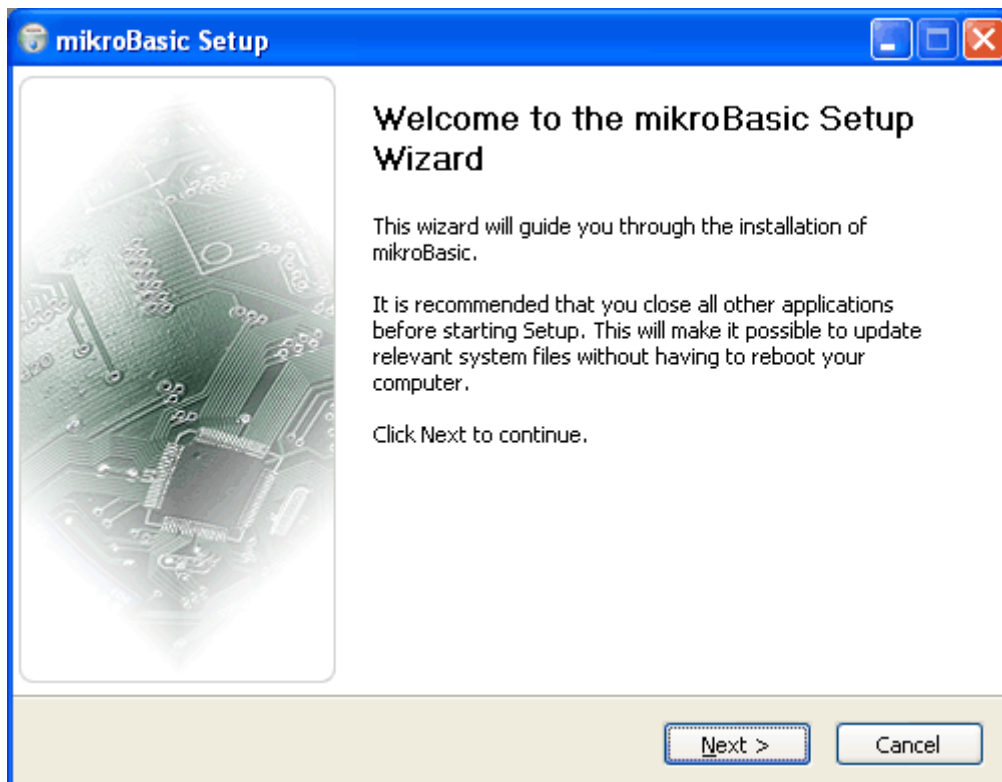 mikroBasic Setup
Welcome to the mikroBasic Setup
Wizard
This wizard will guide you through the installation of
mikroBasic.
It is recommended that you close all other applications
before starting Setup. This will make it possible to update
relevant system files without having to reboot your
computer.
Click Next to continue.
Next >
Cancel